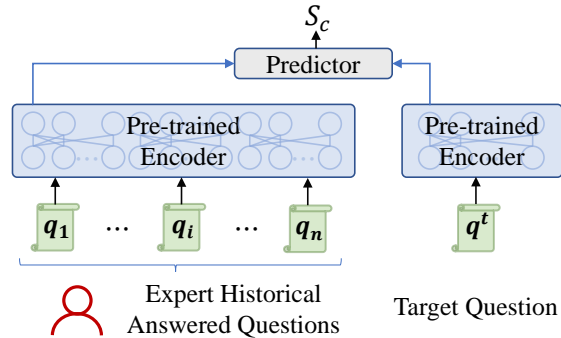 S_c
Predictor
Pre-trained
Encoder
Pre-trained
Encoder
q_1 ... q_i ... q_n
q^t
Expert Historical
Answered Questions
Target Question